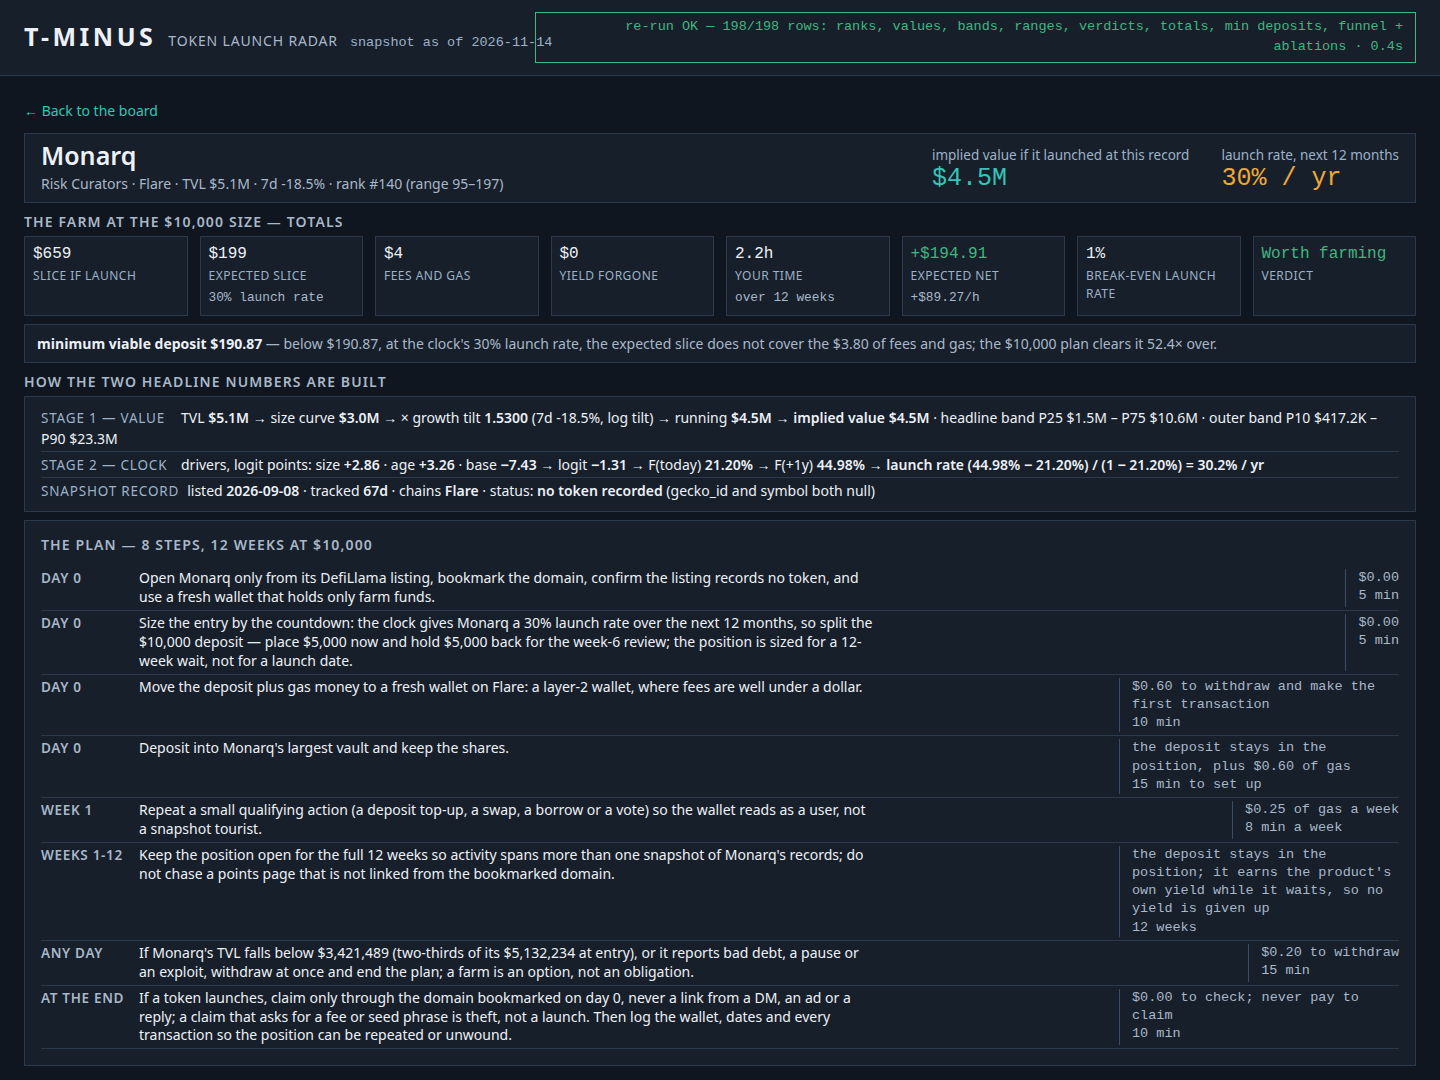 T-MINUS TOKEN LAUNCH RADAR snapshot as of 2026-11-14
re-run OK — 198/198 rows: ranks, values, bands, ranges, verdicts, totals, min deposits, funnel +
ablations · 0.4s
← Back to the board
Monarq
Risk Curators · Flare · TVL $5.1M · 7d -18.5% · rank #140 (range 95–197)
implied value if it launched at this record
$4.5M
launch rate, next 12 months
30% / yr
THE FARM AT THE $10,000 SIZE — TOTALS
$659
SLICE IF LAUNCH
$199
EXPECTED SLICE
30% launch rate
$4
FEES AND GAS
$0
YIELD FORGONE
2.2h
YOUR TIME
over 12 weeks
+$194.91
EXPECTED NET
+$89.27/h
1%
BREAK-EVEN LAUNCH
RATE
Worth farming
VERDICT
minimum viable deposit $190.87 — below $190.87, at the clock's 30% launch rate, the expected slice does not cover the $3.80 of fees and gas; the $10,000 plan clears it 52.4× over.
HOW THE TWO HEADLINE NUMBERS ARE BUILT
STAGE 1 — VALUE TVL $5.1M → size curve $3.0M → × growth tilt 1.5300 (7d -18.5%, log tilt) → running $4.5M → implied value $4.5M · headline band P25 $1.5M – P75 $10.6M · outer band P10 $417.2K –
P90 $23.3M
STAGE 2 — CLOCK drivers, logit points: size +2.86 · age +3.26 · base −7.43 → logit −1.31 → F(today) 21.20% → F(+1y) 44.98% → launch rate (44.98% − 21.20%) / (1 − 21.20%) = 30.2% / yr
SNAPSHOT RECORD listed 2026-09-08 · tracked 67d · chains Flare · status: no token recorded (gecko_id and symbol both null)
THE PLAN — 8 STEPS, 12 WEEKS AT $10,000
DAY 0
Open Monarq only from its DefiLlama listing, bookmark the domain, confirm the listing records no token, and
use a fresh wallet that holds only farm funds.
$0.00
5 min
DAY 0
Size the entry by the countdown: the clock gives Monarq a 30% launch rate over the next 12 months, so split the
$10,000 deposit — place $5,000 now and hold $5,000 back for the week-6 review; the position is sized for a 12-
week wait, not for a launch date.
$0.00
5 min
DAY 0
Move the deposit plus gas money to a fresh wallet on Flare: a layer-2 wallet, where fees are well under a dollar.
$0.60 to withdraw and make the
first transaction
10 min
DAY 0
Deposit into Monarq's largest vault and keep the shares.
the deposit stays in the
position, plus $0.60 of gas
15 min to set up
WEEK 1
Repeat a small qualifying action (a deposit top-up, a swap, a borrow or a vote) so the wallet reads as a user, not
a snapshot tourist.
$0.25 of gas a week
8 min a week
WEEKS 1-12
Keep the position open for the full 12 weeks so activity spans more than one snapshot of Monarq's records; do
not chase a points page that is not linked from the bookmarked domain.
the deposit stays in the
position; it earns the product's
own yield while it waits, so no
yield is given up
12 weeks
ANY DAY
If Monarq's TVL falls below $3,421,489 (two-thirds of its $5,132,234 at entry), or it reports bad debt, a pause or
an exploit, withdraw at once and end the plan; a farm is an option, not an obligation.
$0.20 to withdraw
15 min
AT THE END
If a token launches, claim only through the domain bookmarked on day 0, never a link from a DM, an ad or a
reply; a claim that asks for a fee or seed phrase is theft, not a launch. Then log the wallet, dates and every
transaction so the position can be repeated or unwound.
$0.00 to check; never pay to
claim
10 min